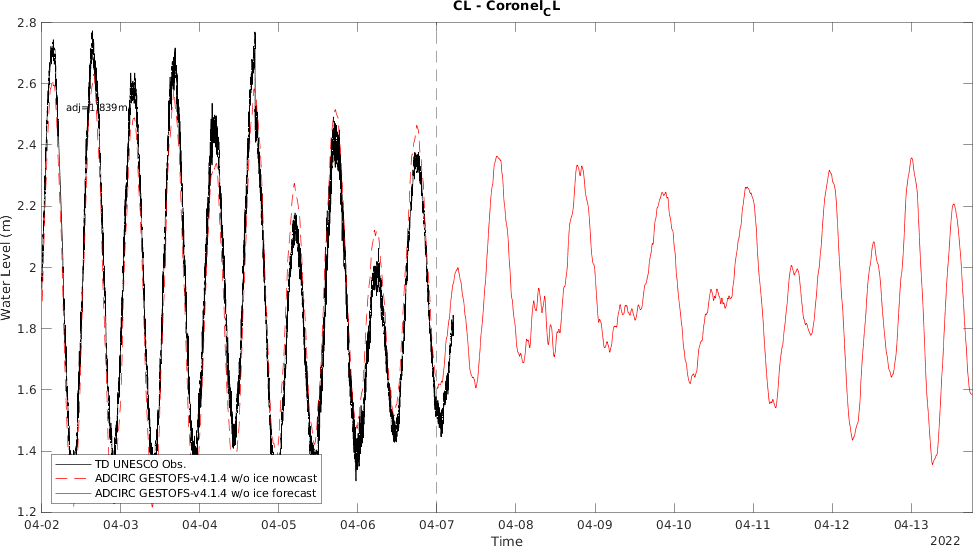 CL - Coronel_CL
2.8
2.6
adj=1.839m
2.4
2.2
2
1.8
1.6
1.4
1.2
Water Level (m)
TD UNESCO Obs.
ADCIRC GESTOFS-v4.1.4 w/o ice nowcast
ADCIRC GESTOFS-v4.1.4 w/o ice forecast
04-02 04-03 04-04 04-05 04-06 04-07 04-08 04-09 04-10 04-11 04-12 04-13
Time
2022